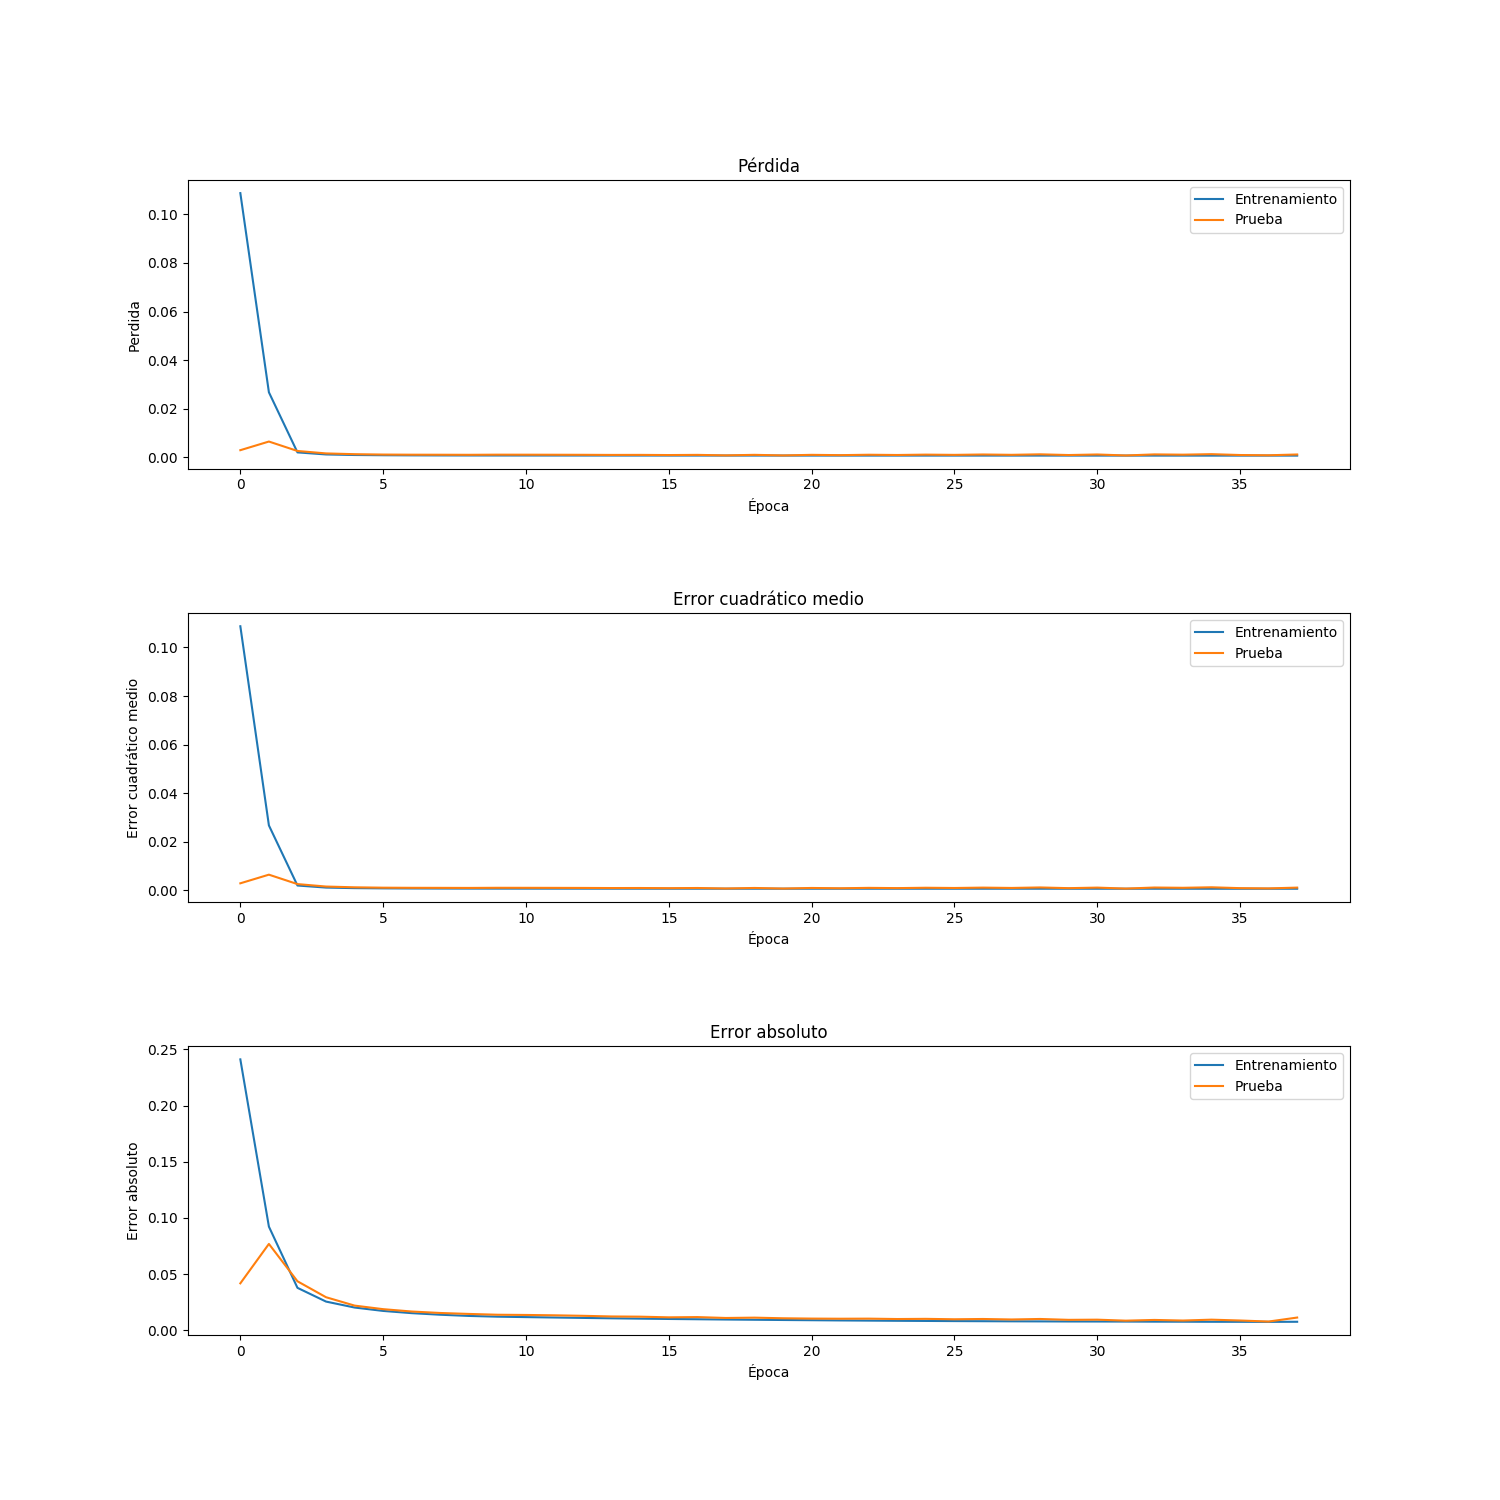 Pérdida
Entrenamiento
Prueba
Perdida
0.10
0.08
0.06
0.04
0.02
0.00
0 5 10 15 20 25 30 35
Época
Error cuadrático medio
Entrenamiento
Prueba
Error cuadrático medio
0.10
0.08
0.06
0.04
0.02
0.00
0 5 10 15 20 25 30 35
Época
Error absoluto
Entrenamiento
Prueba
Error absoluto
0.25
0.20
0.15
0.10
0.05
0.00
0 5 10 15 20 25 30 35
Época